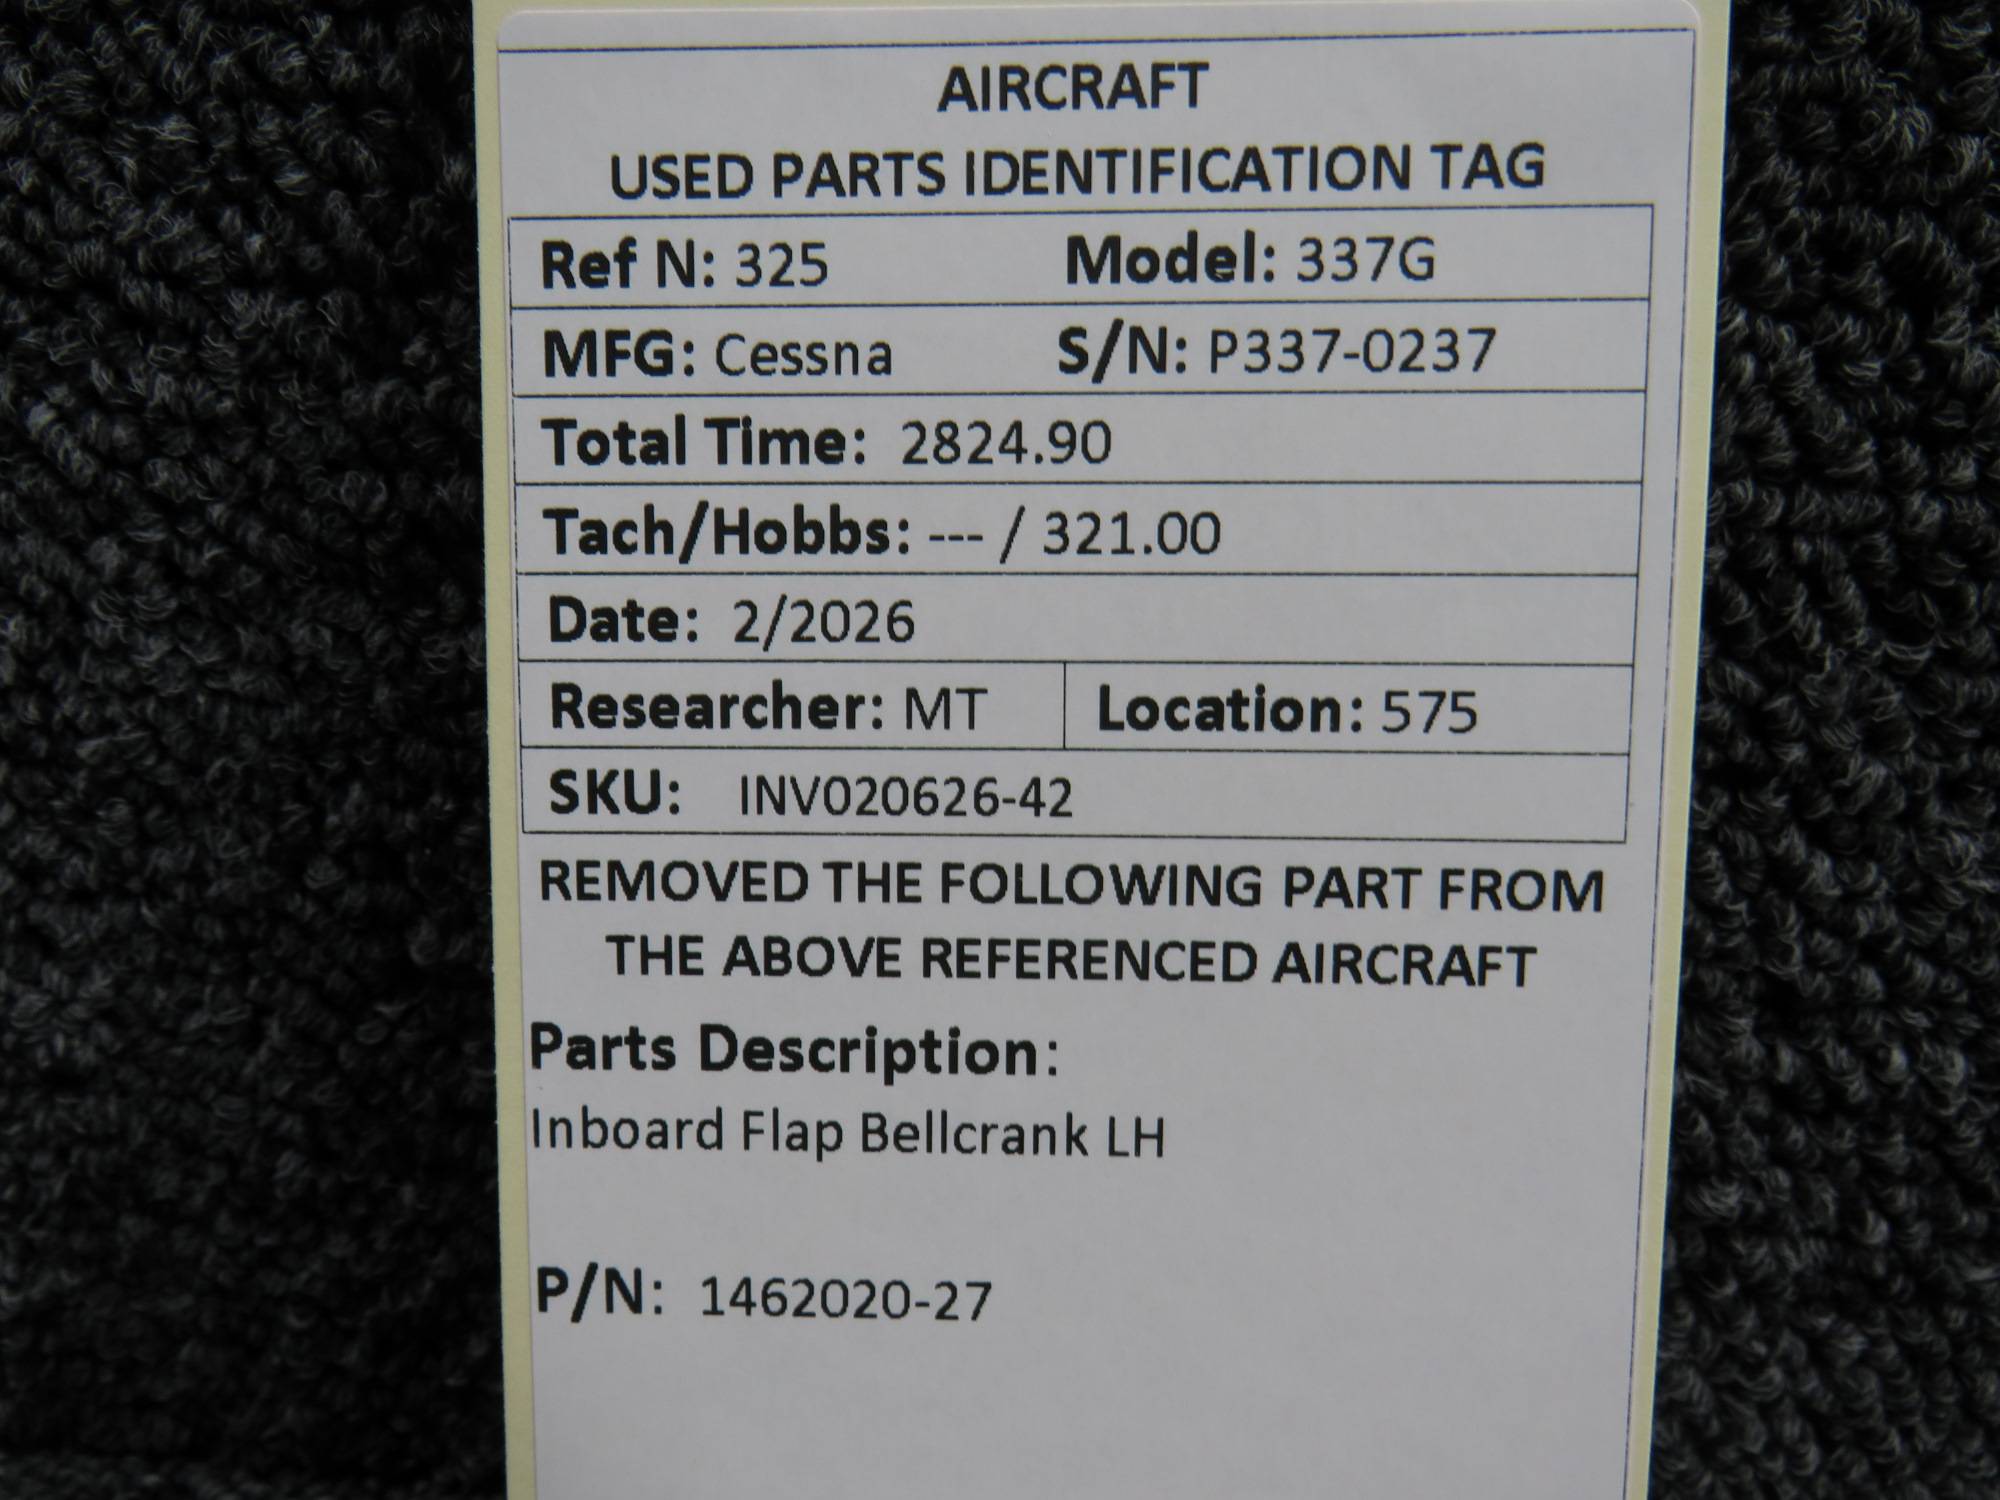 AIRCRAFT
USED PARTS IDENTIFICATION TAG
Ref N: 325 Model: 337G
MFG: Cessna S/N: P337-0237
Total Time: 2824.90
Tach/Hobbs: --- / 321.00
Date: 2/2026
Researcher: MT Location: 575
SKU: INV020626-42
REMOVED THE FOLLOWING PART FROM
THE ABOVE REFERENCED AIRCRAFT
Parts Description:
Inboard Flap Bellcrank LH
P/N: 1462020-27